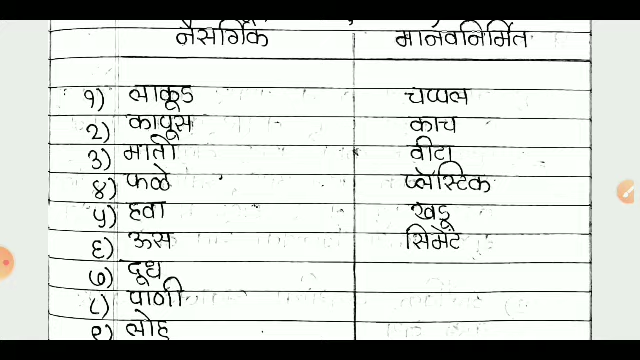 नैसर्गिक मानवनिर्मित
१) लाकूड चप्पल
२) कापूस काच
३) माती वीटा
४) फळे प्लॅस्टिक
५) हवा खडू
६) ऊस सिमेंट
७) दूध
८) पाणी
९) लोह